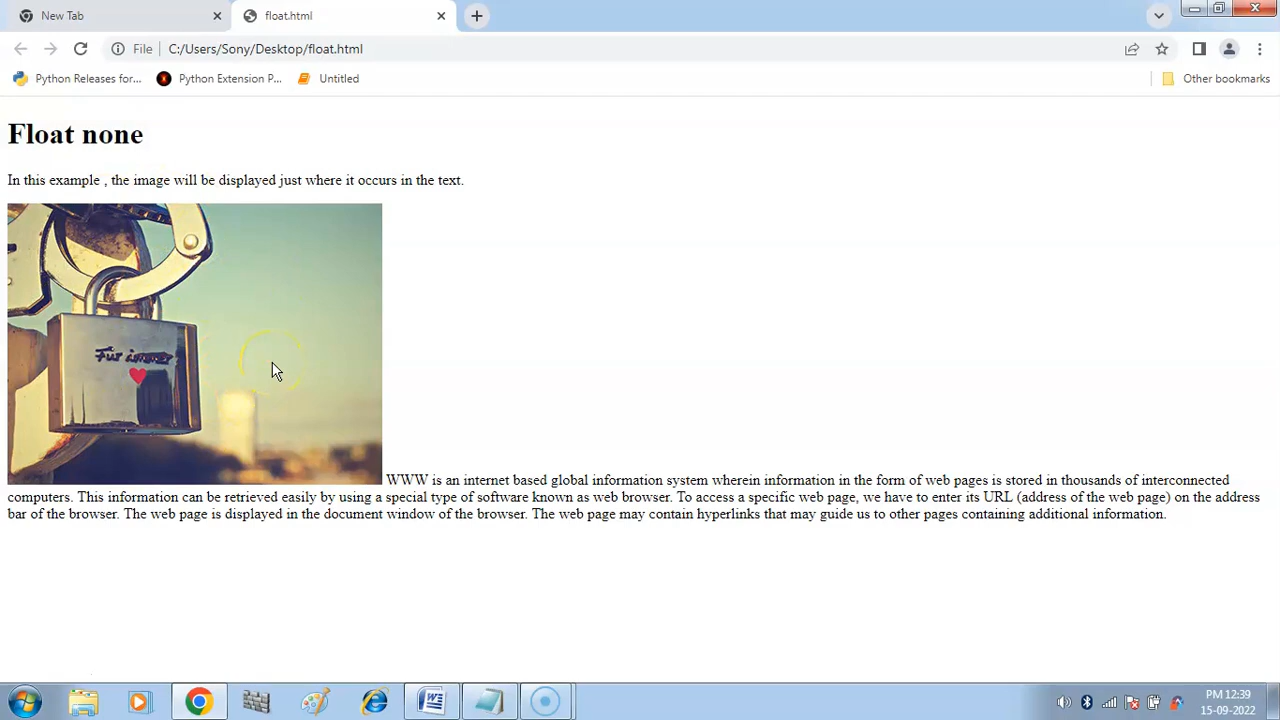 New Tab
float.html
File C:/Users/Sony/Desktop/float.html
Python Releases for...
Python Extension P...
Untitled
Other bookmarks
Float none
In this example , the image will be displayed just where it occurs in the text.
Für immer
WWW is an internet based global information system wherein information in the form of web pages is stored in thousands of interconnected
computers. This information can be retrieved easily by using a special type of software known as web browser. To access a specific web page, we have to enter its URL (address of the web page) on the address
bar of the browser. The web page is displayed in the document window of the browser. The web page may contain hyperlinks that may guide us to other pages containing additional information.
PM 12:39
15-09-2022